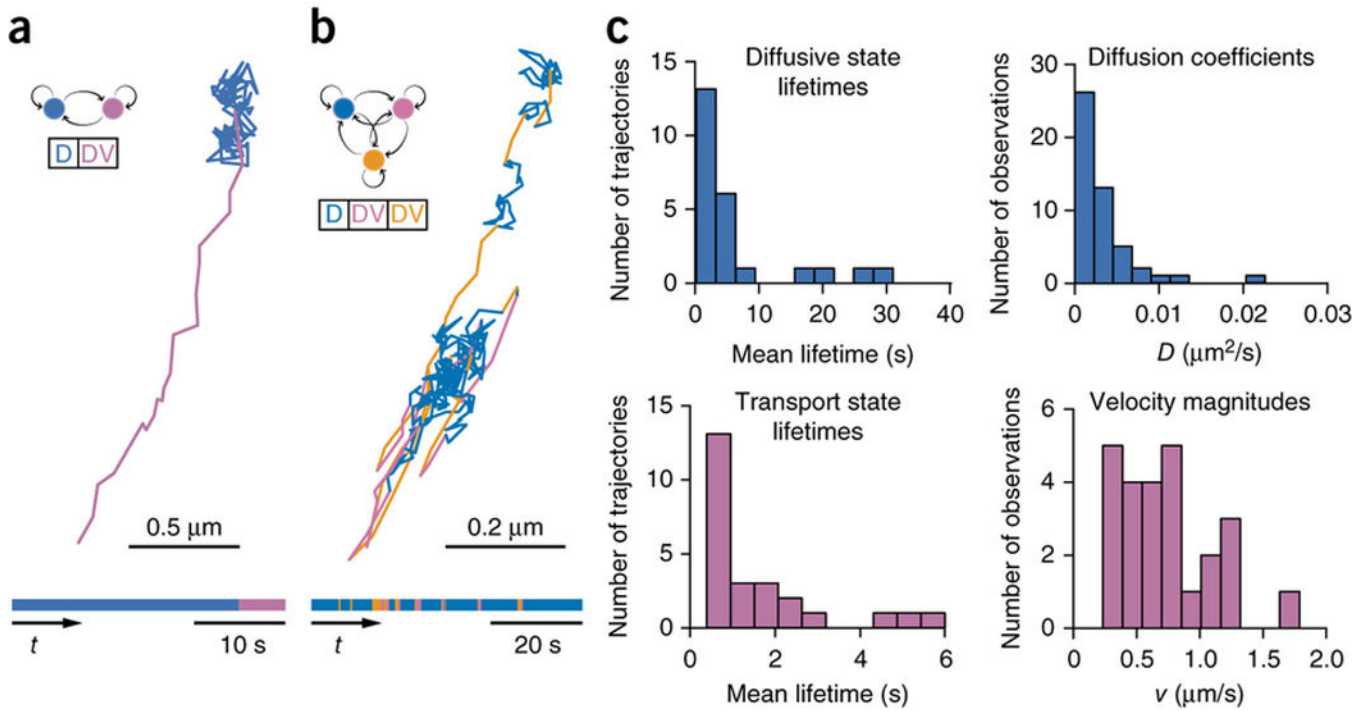 a
D DV
0.5 μm
t
10 s
b
D DV DV
0.2 μm
t
20 s
c
Diffusive state
lifetimes
Number of trajectories
15
10
5
0
0 10 20 30 40
Mean lifetime (s)
Diffusion coefficients
Number of observations
30
20
10
0
0 0.01 0.02 0.03
D (μm²/s)
Transport state
lifetimes
Number of trajectories
15
10
5
0
0 2 4 6
Mean lifetime (s)
Velocity magnitudes
Number of observations
6
4
2
0
0 0.5 1.0 1.5 2.0
v (μm/s)